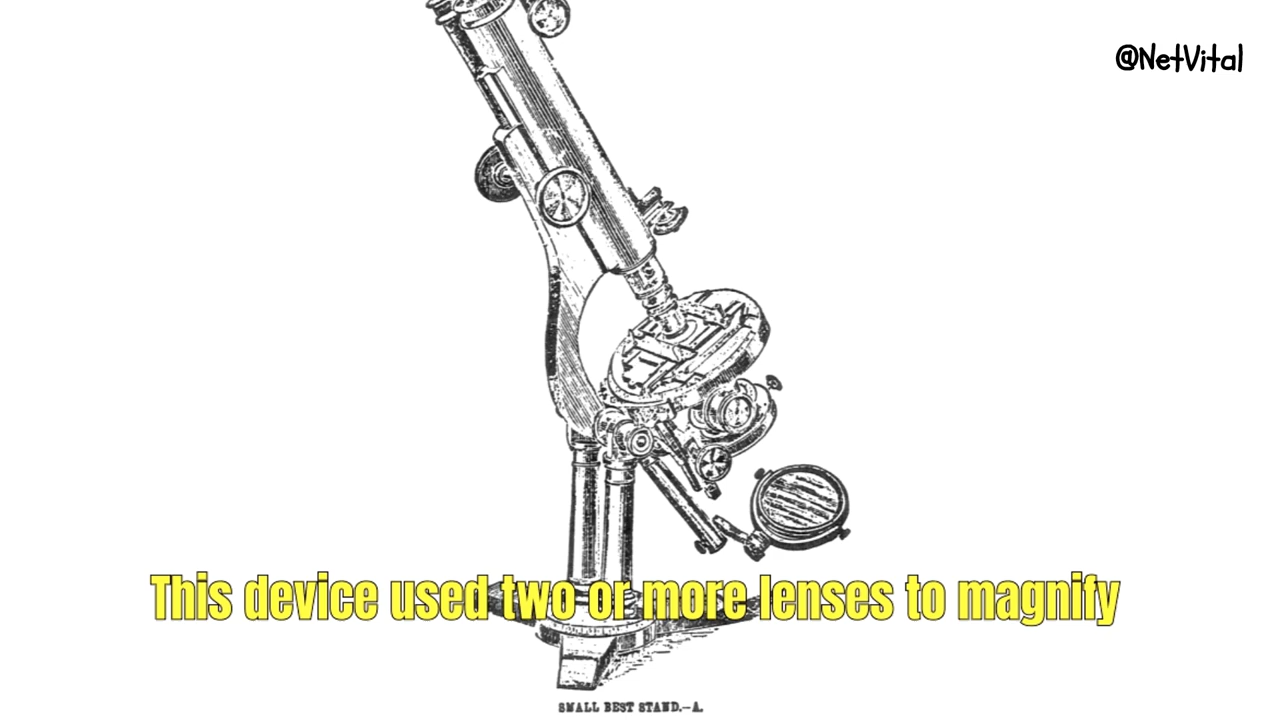 @NetVital
This device used two or more lenses to magnify
SMALL BEST STAND.—A.